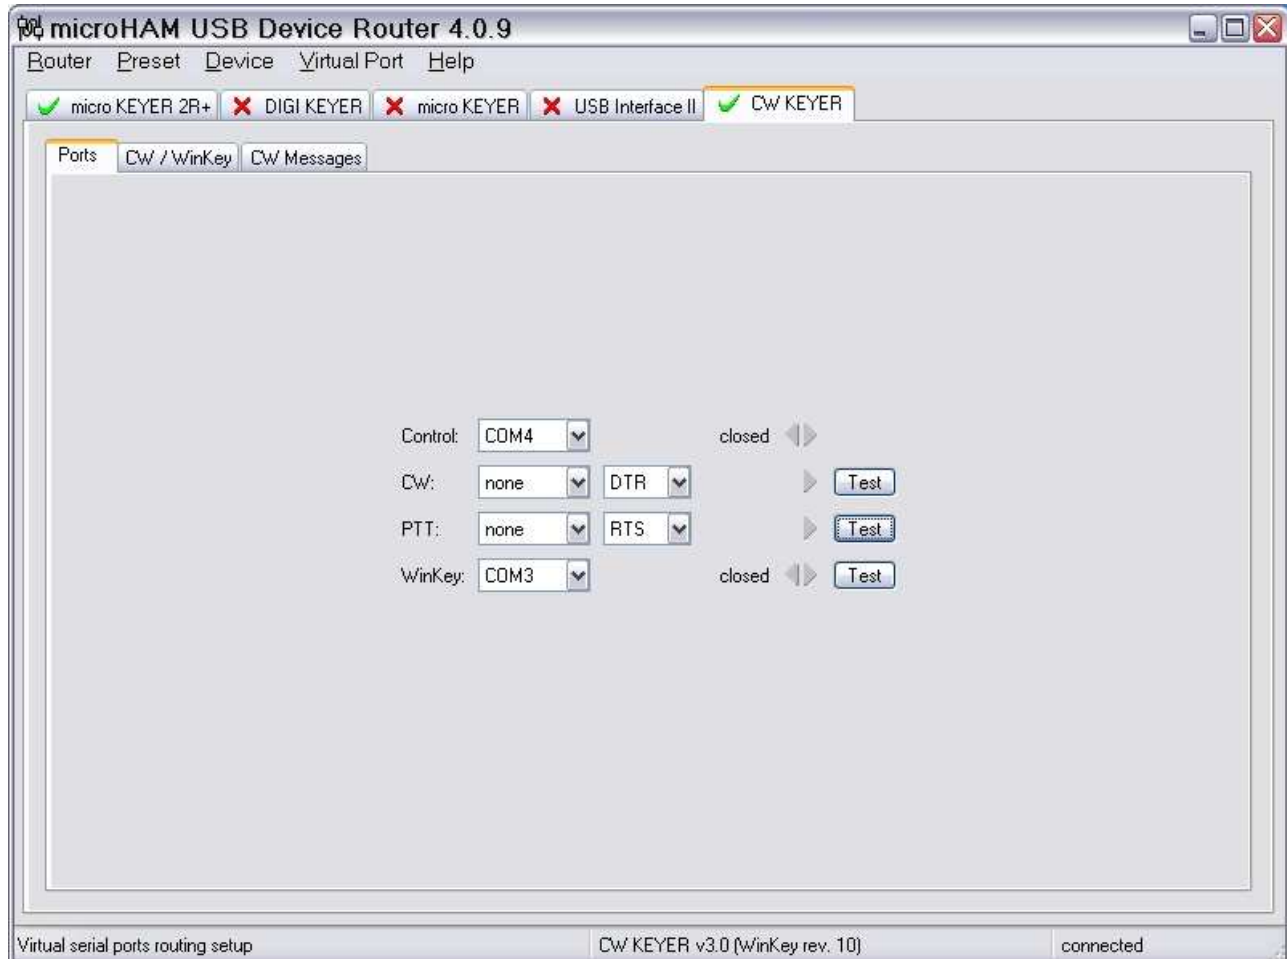 microHAM USB Device Router 4.0.9
Router Preset Device Virtual Port Help
micro KEYER 2R+ DIGI KEYER micro KEYER USB Interface II CW KEYER
Ports CW / WinKey CW Messages
Control: COM4 closed
CW: none DTR Test
PTT: none RTS Test
WinKey: COM3 closed Test
Virtual serial ports routing setup CW KEYER v3.0 (WinKey rev. 10) connected